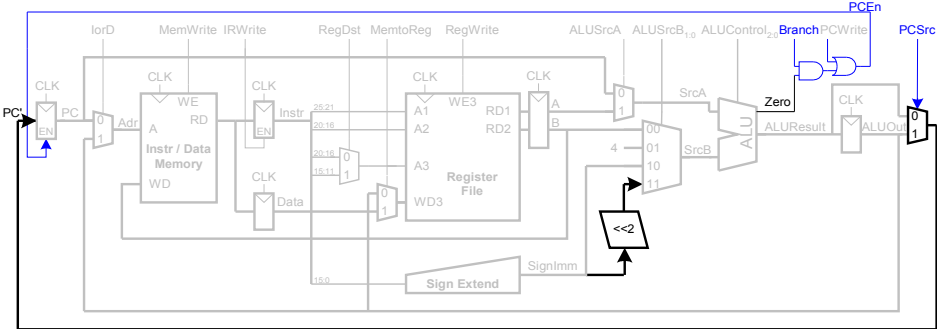 PCEn
IorD MemWrite IRWrite RegDst MemtoReg RegWrite ALUSrcA ALUSrcB1:0 ALUControl2:0 Branch PCWrite PCSrc
CLK CLK CLK CLK CLK CLK
PC' PC EN
0 1 Adr
WE A RD
Instr / Data
Memory
WD
EN Instr
CLK Data
25:21
20:16
20:16 0
15:11 1
15:0
0 1
WE3
A1 RD1
A2 RD2
A3
Register
File
WD3
A
B
0 1 SrcA
00
4 01
10
11
SrcB
ALU
Zero
ALUResult ALUOut
0 1
<<2
SignImm
Sign Extend